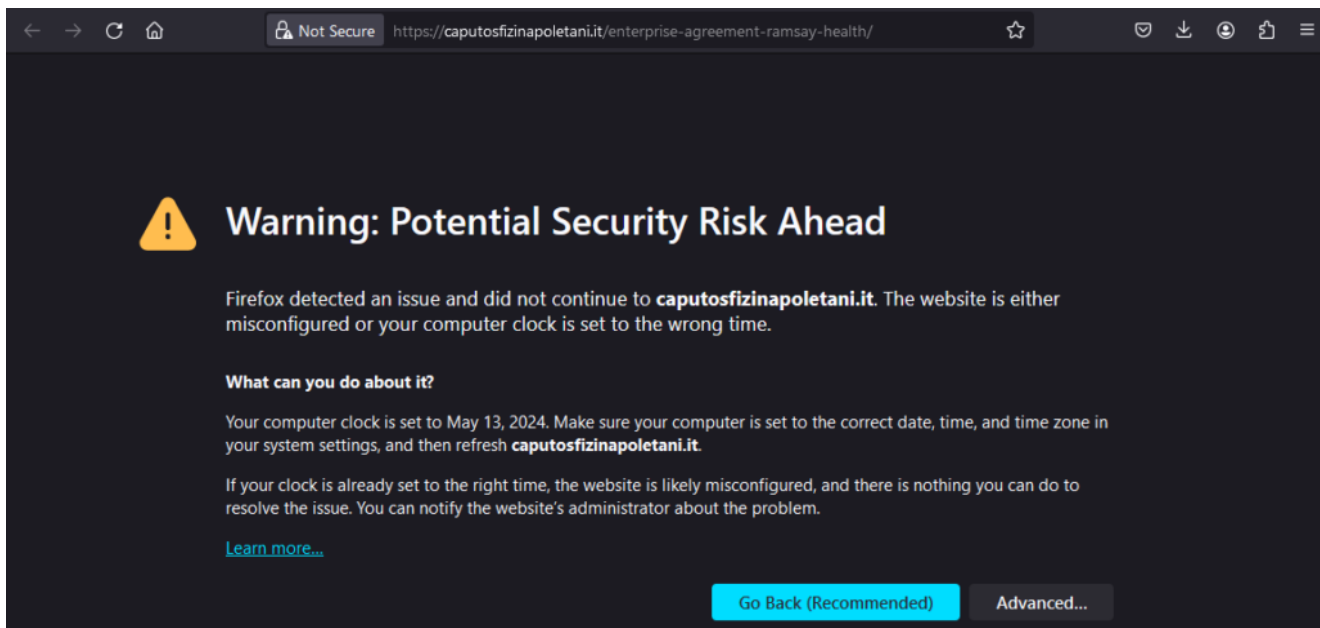 Not Secure https://caputosfizinapoletani.it/enterprise-agreement-ramsay-health/
Warning: Potential Security Risk Ahead
Firefox detected an issue and did not continue to caputosfizinapoletani.it. The website is either
misconfigured or your computer clock is set to the wrong time.
What can you do about it?
Your computer clock is set to May 13, 2024. Make sure your computer is set to the correct date, time, and time zone in
your system settings, and then refresh caputosfizinapoletani.it.
If your clock is already set to the right time, the website is likely misconfigured, and there is nothing you can do to
resolve the issue. You can notify the website’s administrator about the problem.
Learn more...
Go Back (Recommended) Advanced...